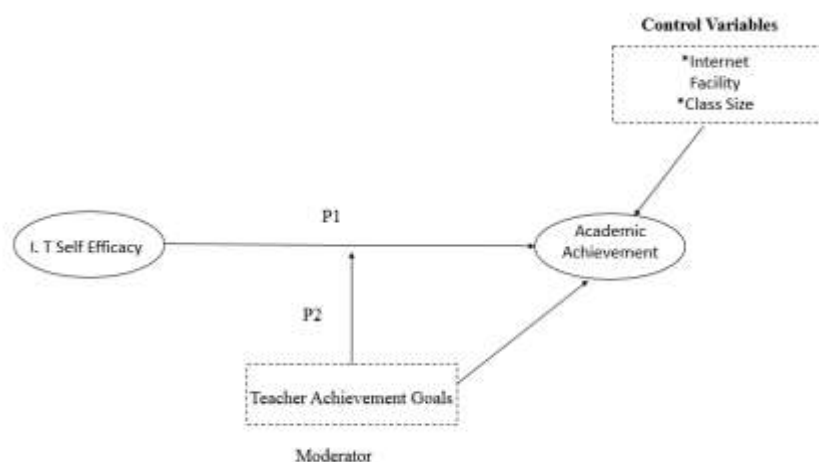 Control Variables
*Internet
Facility
*Class Size
P1
I. T Self Efficacy
Academic
Achievement
P2
Teacher Achievement Goals
Moderator